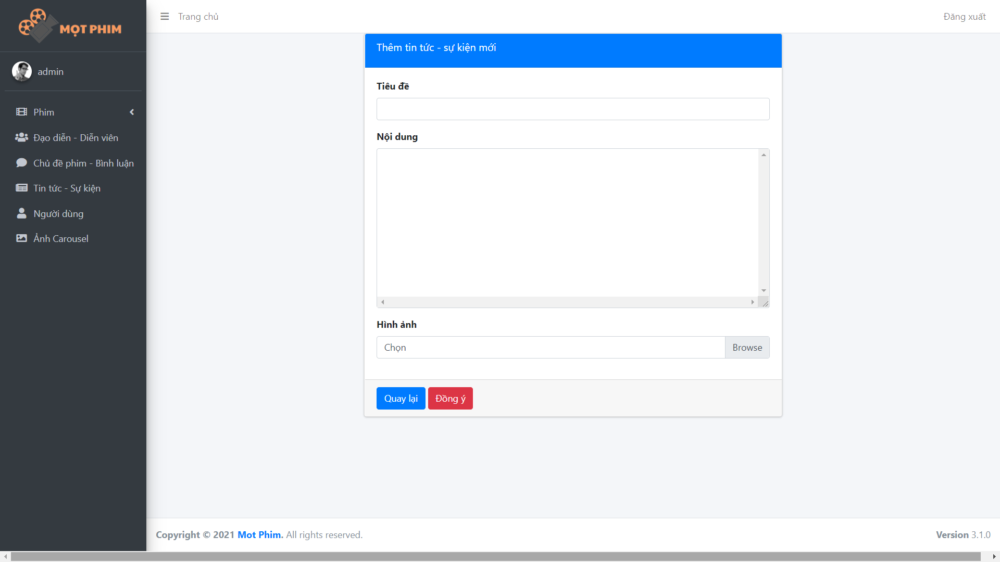 MỌT PHIM
admin
Phim
Đạo diễn - Diễn viên
Chủ đề phim - Bình luận
Tin tức - Sự kiện
Người dùng
Ảnh Carousel
Trang chủ
Đăng xuất
Thêm tin tức - sự kiện mới
Tiêu đề
Nội dung
Hình ảnh
Chọn
Browse
Quay lại
Đồng ý
Copyright © 2021 Mot Phim. All rights reserved.
Version 3.1.0